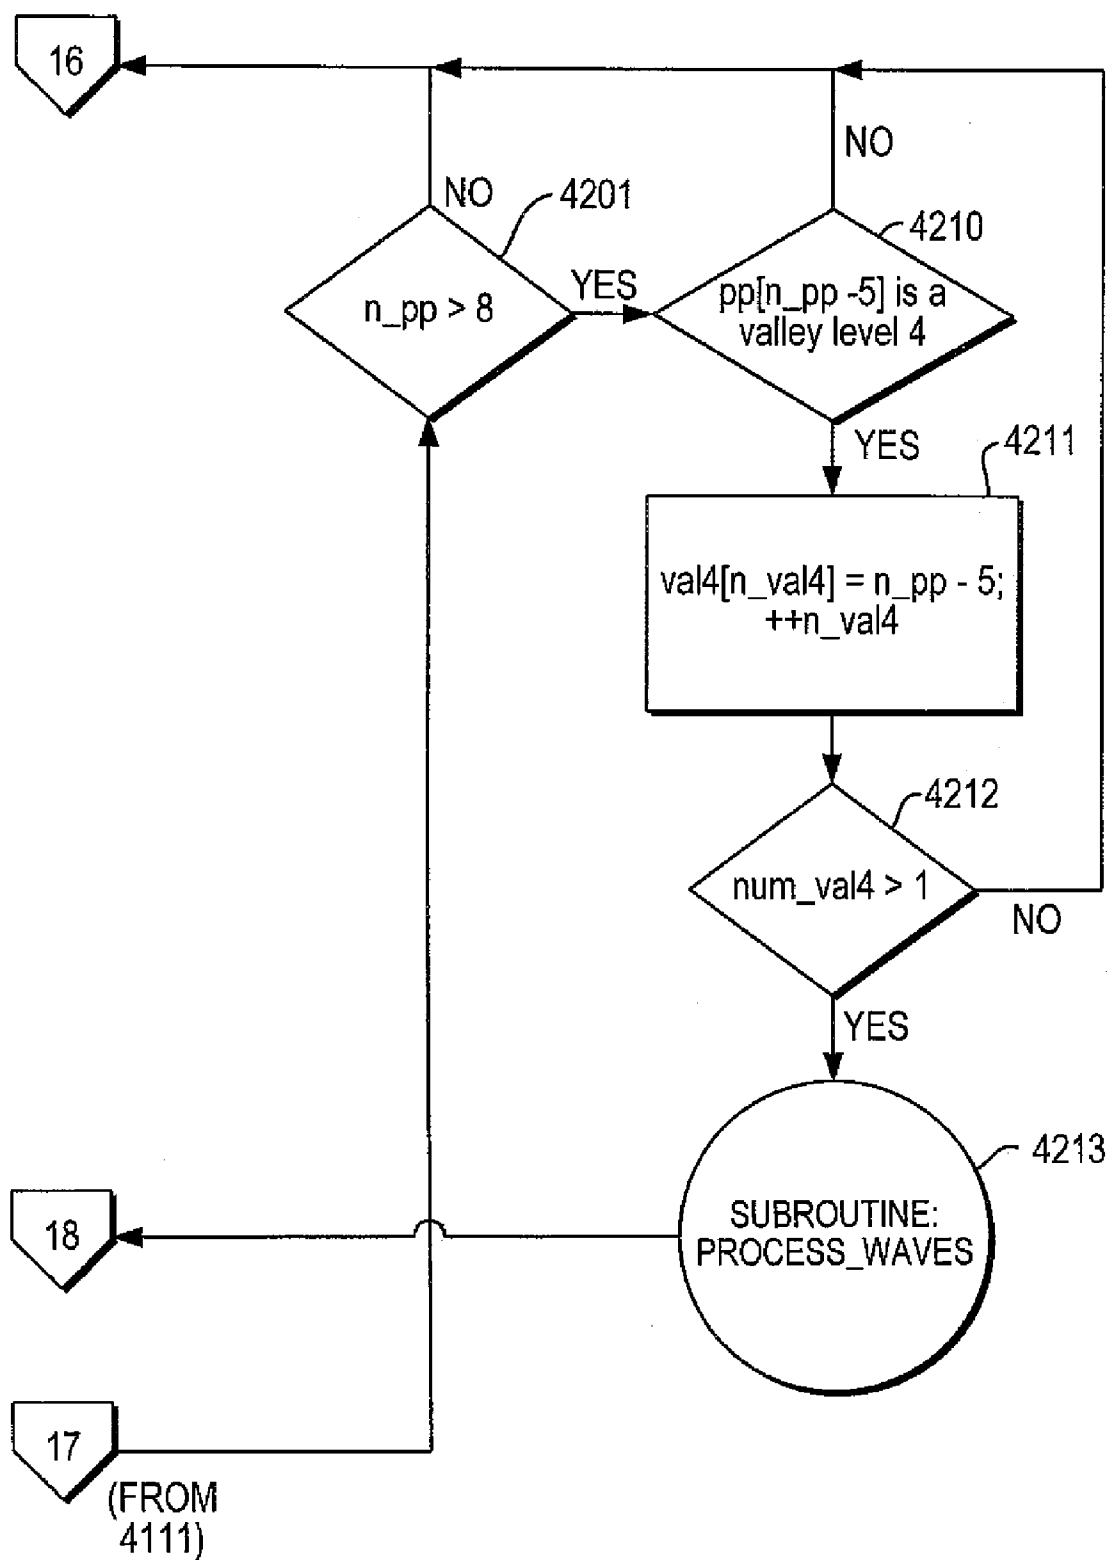 16
NO
4201
NO
4210
n_pp > 8
YES
pp[n_pp -5] is a
valley level 4
YES
4211
val4[n_val4] = n_pp - 5;
++n_val4
4212
num_val4 > 1
NO
YES
4213
SUBROUTINE:
PROCESS_WAVES
18
17
(FROM
4111)